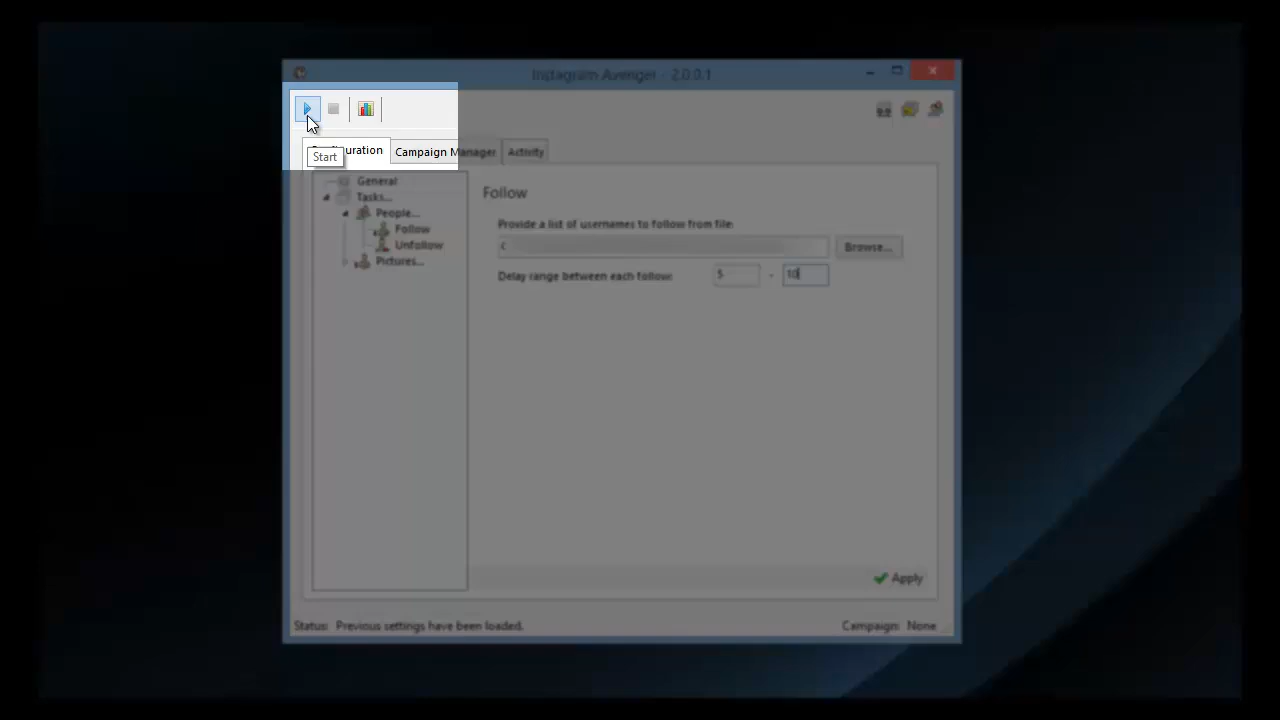 Instagram Avenger - 2.0.0.1
Start
Configuration
Campaign Manager
Activity
General
Tasks...
People...
Follow
Unfollow
Pictures...
Follow
Provide a list of usernames to follow from file:
C
Browse...
Delay range between each follow:
5 - 10
Apply
Status: Previous settings have been loaded.
Campaign: None